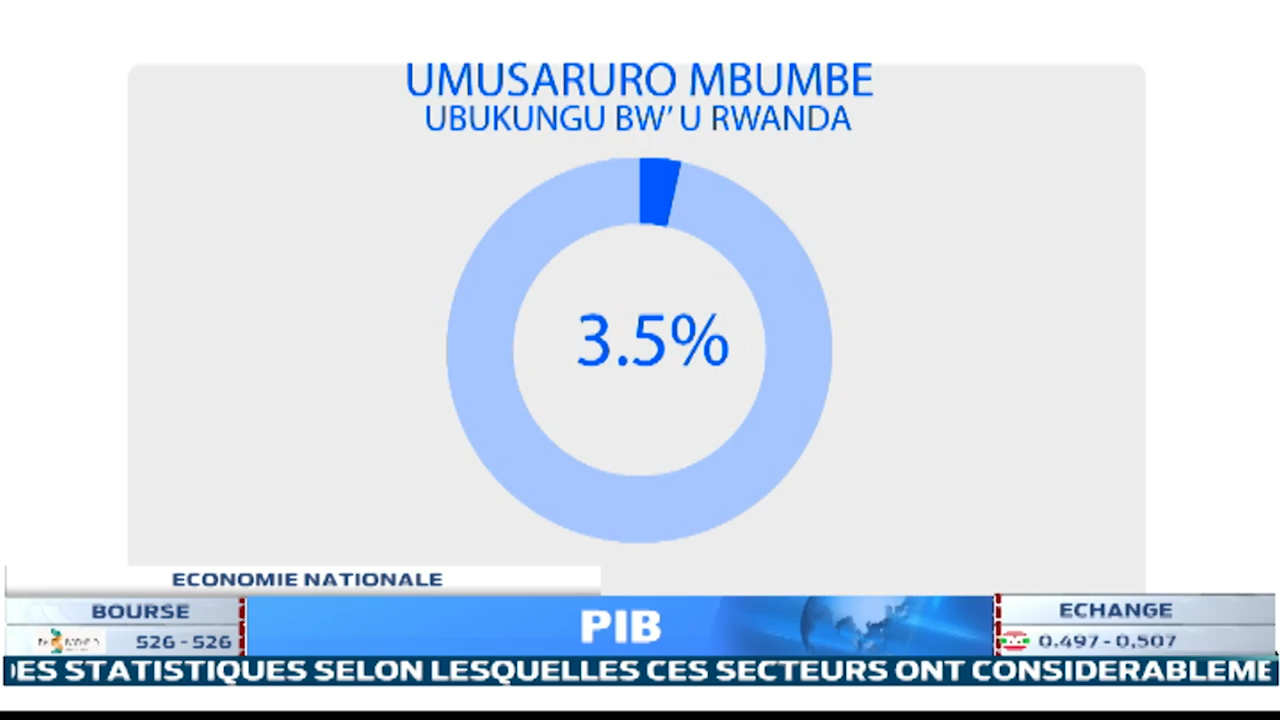 UMUSARURO MBUMBE
UBUKUNGU BW' U RWANDA
3.5%
ECONOMIE NATIONALE
BOURSE
526 - 526
PIB
ECHANGE
0.497 - 0,507
DES STATISTIQUES SELON LESQUELLES CES SECTEURS ONT CONSIDERABLEME